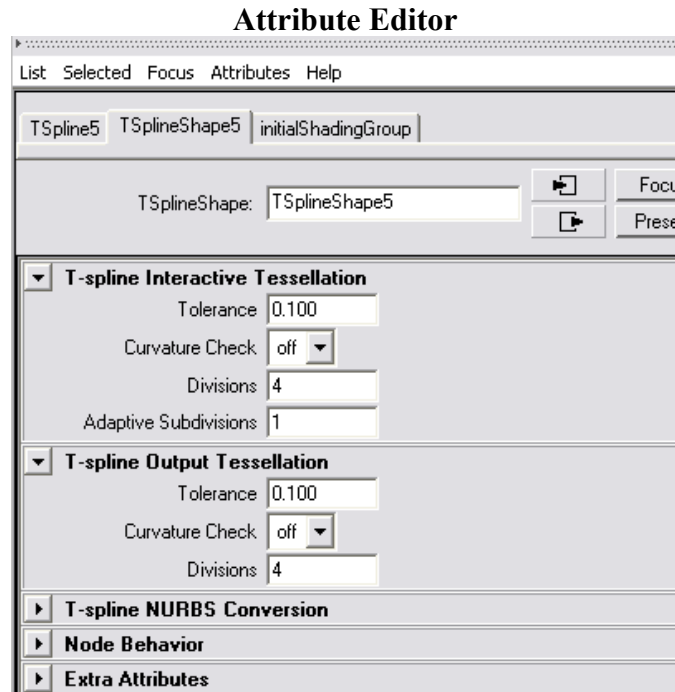 Attribute Editor
List Selected Focus Attributes Help
TSpline5 TSplineShape5 initialShadingGroup
TSplineShape: TSplineShape5
Focu
Prese
T-spline Interactive Tessellation
Tolerance 0.100
Curvature Check off
Divisions 4
Adaptive Subdivisions 1
T-spline Output Tessellation
Tolerance 0.100
Curvature Check off
Divisions 4
T-spline NURBS Conversion
Node Behavior
Extra Attributes